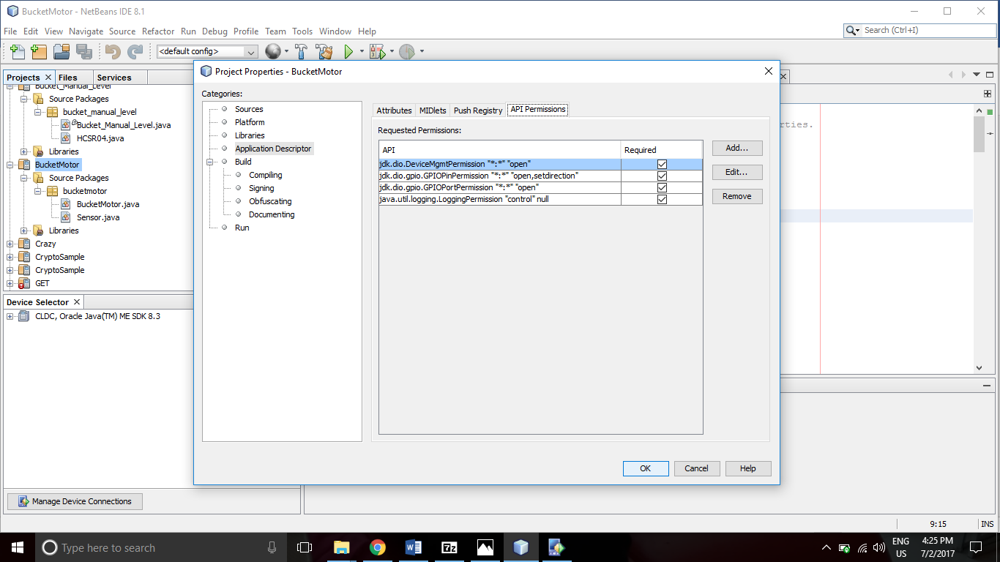 BucketMotor - NetBeans IDE 8.1
File Edit View Navigate Source Refactor Run Debug Profile Team Tools Window Help
Search (Ctrl+I)
<default config>
Projects Files Services
Bucket_Manual_Level
Source Packages
bucket_manual_level
Bucket_Manual_Level.java
HCSR04.java
Libraries
BucketMotor
Source Packages
bucketmotor
BucketMotor.java
Sensor.java
Libraries
Crazy
CryptoSample
CryptoSample
GET
Device Selector
CLDC, Oracle Java(TM) ME SDK 8.3
Manage Device Connections
Project Properties - BucketMotor
Categories:
Sources
Platform
Libraries
Application Descriptor
Build
Compiling
Signing
Obfuscating
Documenting
Run
Attributes MIDlets Push Registry API Permissions
Requested Permissions:
API Required
jdk.dio.DeviceMgmtPermission "*:*" "open"
jdk.dio.gpio.GPIOPinPermission "*:*" "open,setdirection"
jdk.dio.gpio.GPIOPortPermission "*:*" "open"
java.util.logging.LoggingPermission "control" null
Add...
Edit...
Remove
OK Cancel Help
rties.
9:15 INS
Type here to search
ENG
US
4:25 PM
7/2/2017